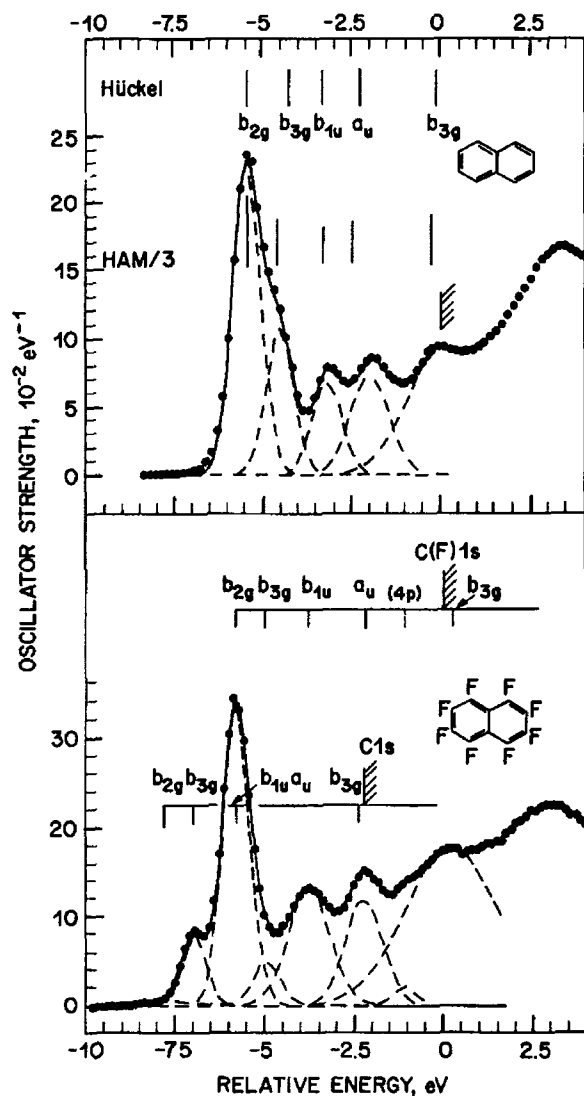 -10 -7.5 -5 -2.5 0 2.5
Hückel
b2g b3g b1u au b3g
25
20
HAM/3
15
10
5
0
OSCILLATOR STRENGTH, 10⁻² eV⁻¹
C(F)1s
b2g b3g b1u au (4p) b3g
F F
F F
F F
F F
30
C1s
b2g b3g b1u au b3g
20
10
0
-10 -7.5 -5 -2.5 0 2.5
RELATIVE ENERGY, eV